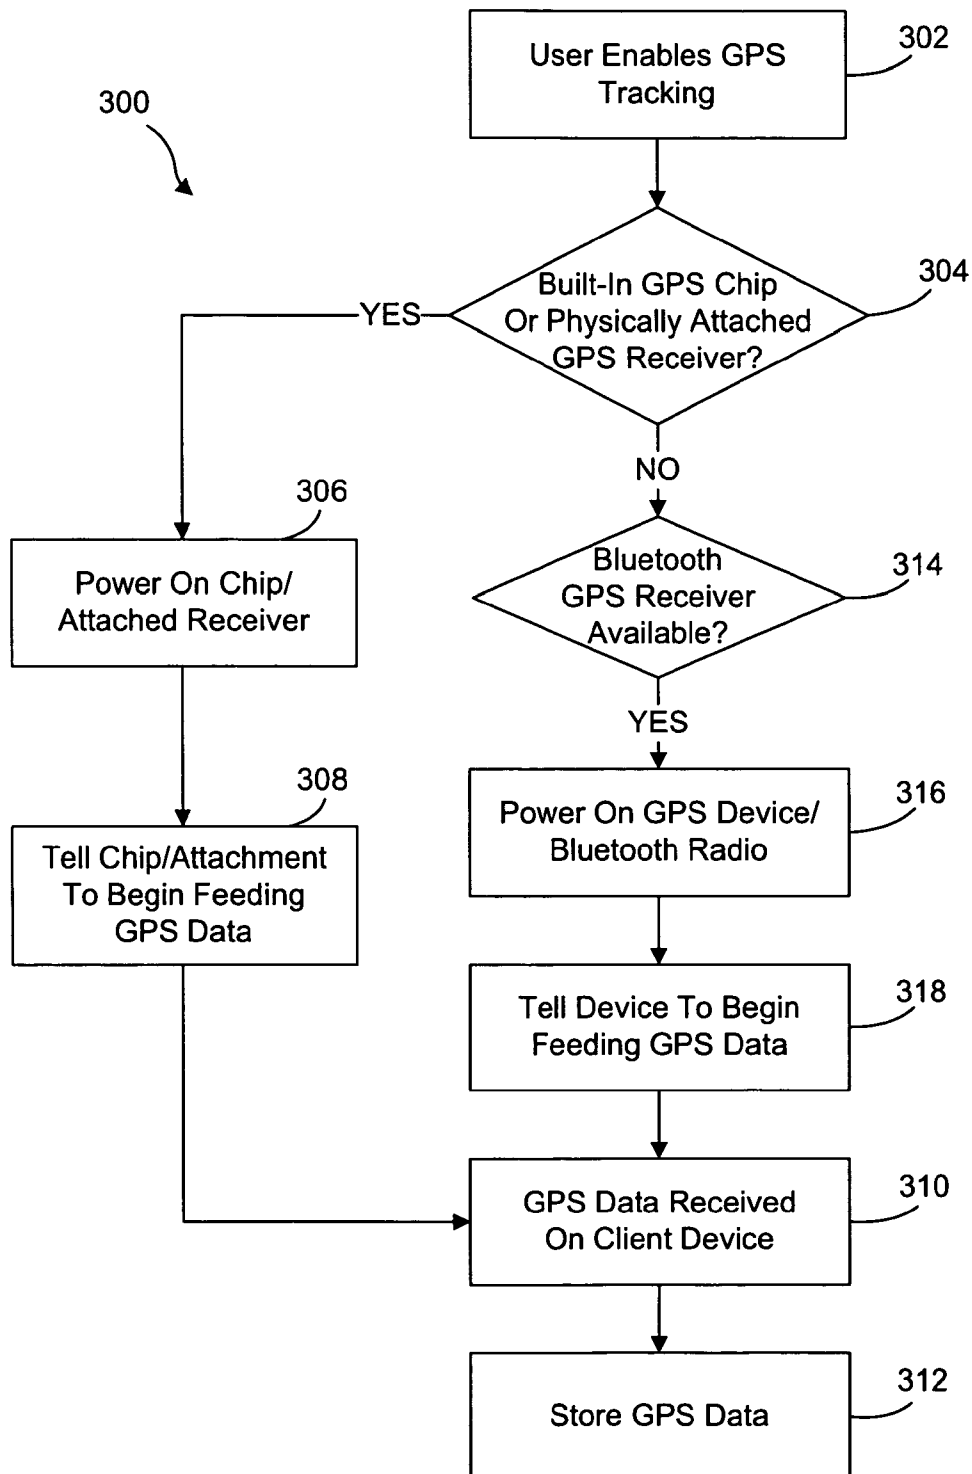 302
User Enables GPS
Tracking
300
304
Built-In GPS Chip
Or Physically Attached
GPS Receiver?
YES
NO
306
Power On Chip/
Attached Receiver
314
Bluetooth
GPS Receiver
Available?
YES
308
Tell Chip/Attachment
To Begin Feeding
GPS Data
316
Power On GPS Device/
Bluetooth Radio
318
Tell Device To Begin
Feeding GPS Data
310
GPS Data Received
On Client Device
312
Store GPS Data